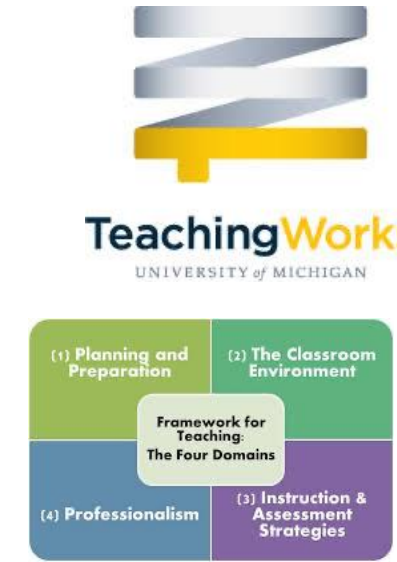 TeachingWork
UNIVERSITY of MICHIGAN
(1) Planning and
Preparation
(2) The Classroom
Environment
Framework for
Teaching:
The Four Domains
(4) Professionalism
(3) Instruction &
Assessment
Strategies